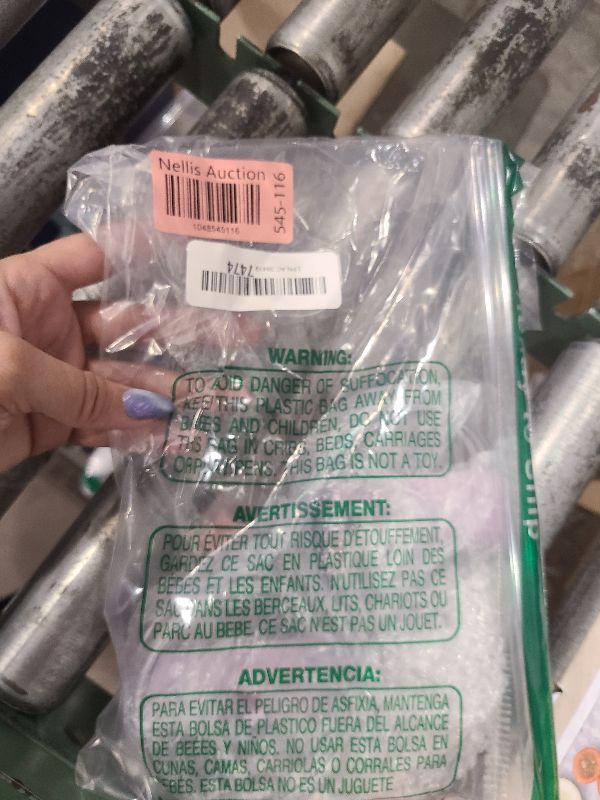 Nellis Auction
1048545116
545-116
7474
WARNING:
TO AVOID DANGER OF SUFFOCATION,
KEEP THIS PLASTIC BAG AWAY FROM
BABIES AND CHILDREN, DO NOT USE
THIS BAG IN CRIBS, BEDS, CARRIAGES
OR PLAYPENS. THIS BAG IS NOT A TOY.
AVERTISSEMENT:
POUR ÉVITER TOUT RISQUE D'ÉTOUFFEMENT,
GARDEZ CE SAC EN PLASTIQUE LOIN DES
BÉBÉS ET LES ENFANTS. N'UTILISEZ PAS CE
SAC DANS LES BERCEAUX, LITS, CHARIOTS OU
PARC AU BEBE. CE SAC N'EST PAS UN JOUET.
ADVERTENCIA:
PARA EVITAR EL PELIGRO DE ASFIXIA, MANTENGA
ESTA BOLSA DE PLASTICO FUERA DEL ALCANCE
DE BEBES Y NIÑOS. NO USAR ESTA BOLSA EN
CUNAS, CAMAS, CARRIOLAS O CORRALES PARA
BEBES. ESTA BOLSA NO ES UN JUGUETE